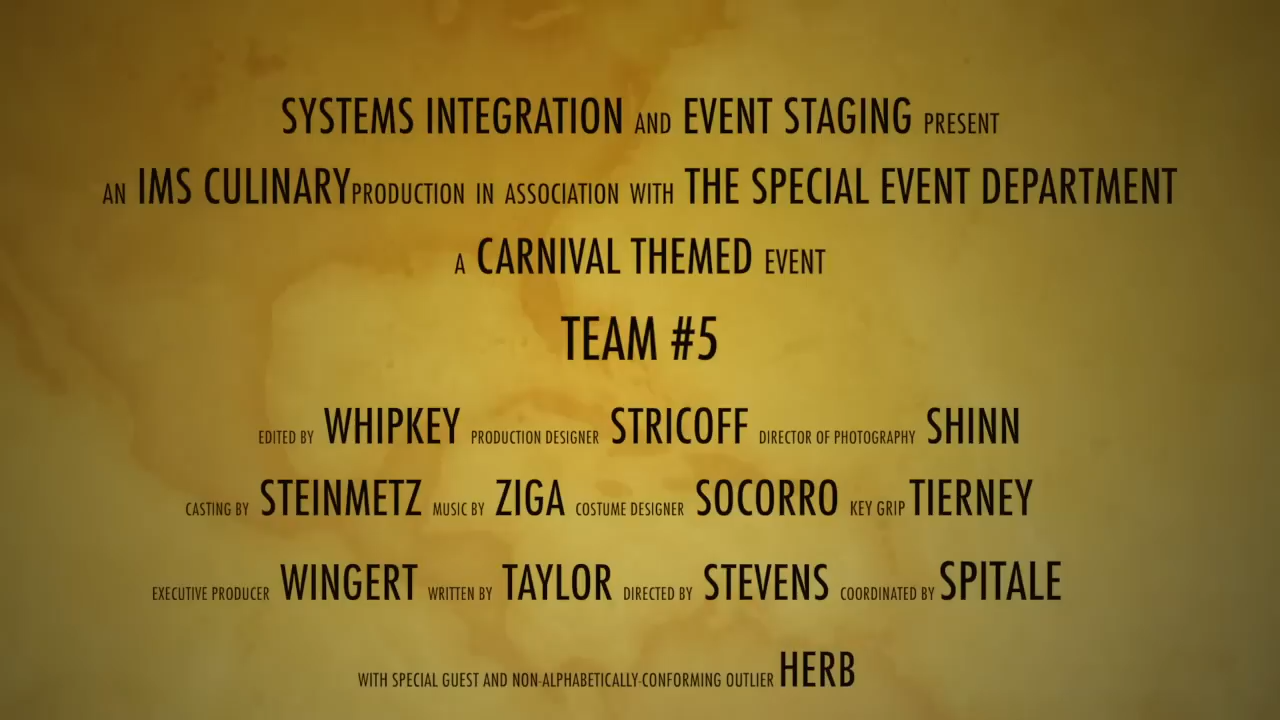 SYSTEMS INTEGRATION AND EVENT STAGING PRESENT
AN IMS CULINARY PRODUCTION IN ASSOCIATION WITH THE SPECIAL EVENT DEPARTMENT
A CARNIVAL THEMED EVENT
TEAM #5
EDITED BY WHIPKEY PRODUCTION DESIGNER STRICOFF DIRECTOR OF PHOTOGRAPHY SHINN
CASTING BY STEINMETZ MUSIC BY ZIGA COSTUME DESIGNER SOCORRO KEY GRIP TIERNEY
EXECUTIVE PRODUCER WINGERT WRITTEN BY TAYLOR DIRECTED BY STEVENS COORDINATED BY SPITALE
WITH SPECIAL GUEST AND NON-ALPHABETICALLY-CONFORMING OUTLIER HERB